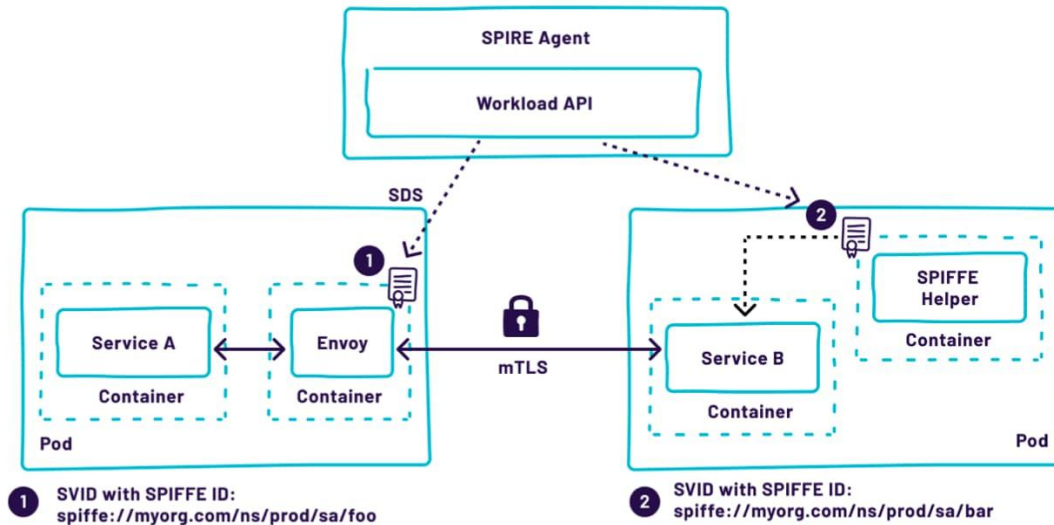 SPIRE Agent
Workload API
SDS
1
2
Service A
Container
Envoy
Container
Pod
mTLS
Service B
Container
SPIFFE
Helper
Container
Pod
1 SVID with SPIFFE ID:
spiffe://myorg.com/ns/prod/sa/foo
2 SVID with SPIFFE ID:
spiffe://myorg.com/ns/prod/sa/bar